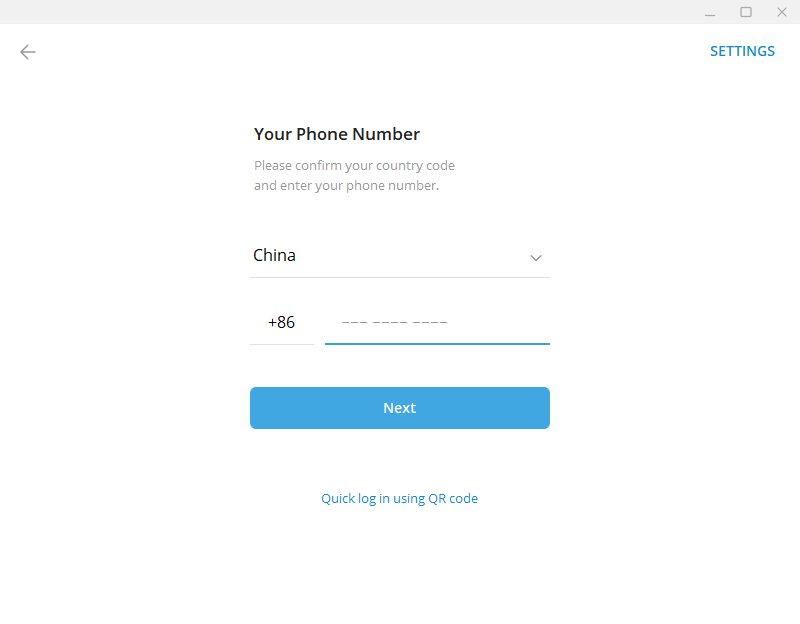 SETTINGS
Your Phone Number
Please confirm your country code
and enter your phone number.
China
+86 --- ---- ----
Next
Quick log in using QR code